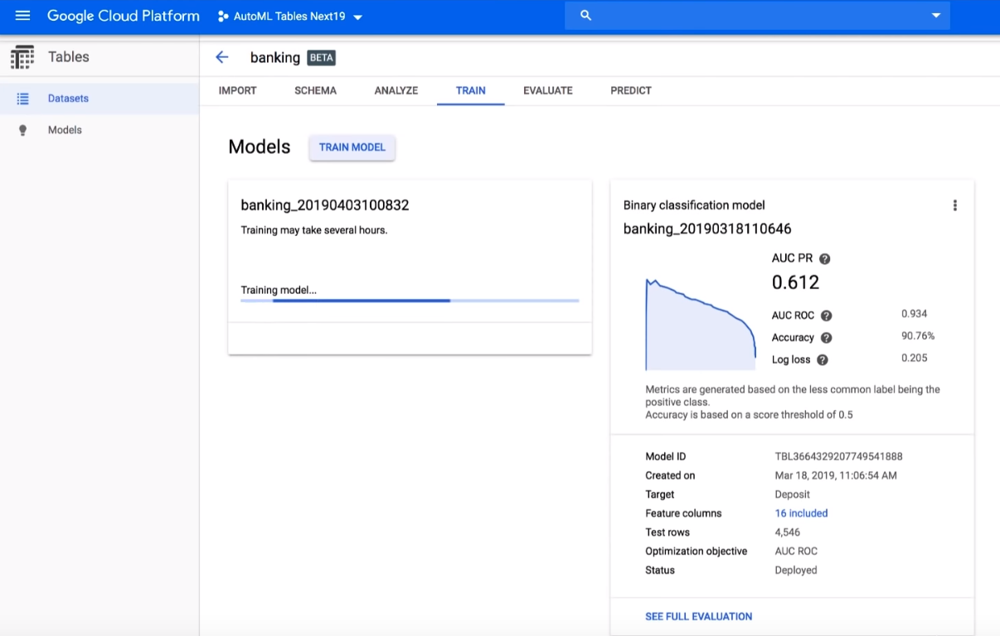 Google Cloud Platform AutoML Tables Next19
Tables
banking BETA
IMPORT SCHEMA ANALYZE TRAIN EVALUATE PREDICT
Datasets
Models
Models TRAIN MODEL
banking_20190403100832
Training may take several hours.
Training model...
Binary classification model
banking_20190318110646
AUC PR ?
0.612
AUC ROC ? 0.934
Accuracy ? 90.76%
Log loss ? 0.205
Metrics are generated based on the less common label being the
positive class.
Accuracy is based on a score threshold of 0.5
Model ID TBL3664329207749541888
Created on Mar 18, 2019, 11:06:54 AM
Target Deposit
Feature columns 16 included
Test rows 4,546
Optimization objective AUC ROC
Status Deployed
SEE FULL EVALUATION